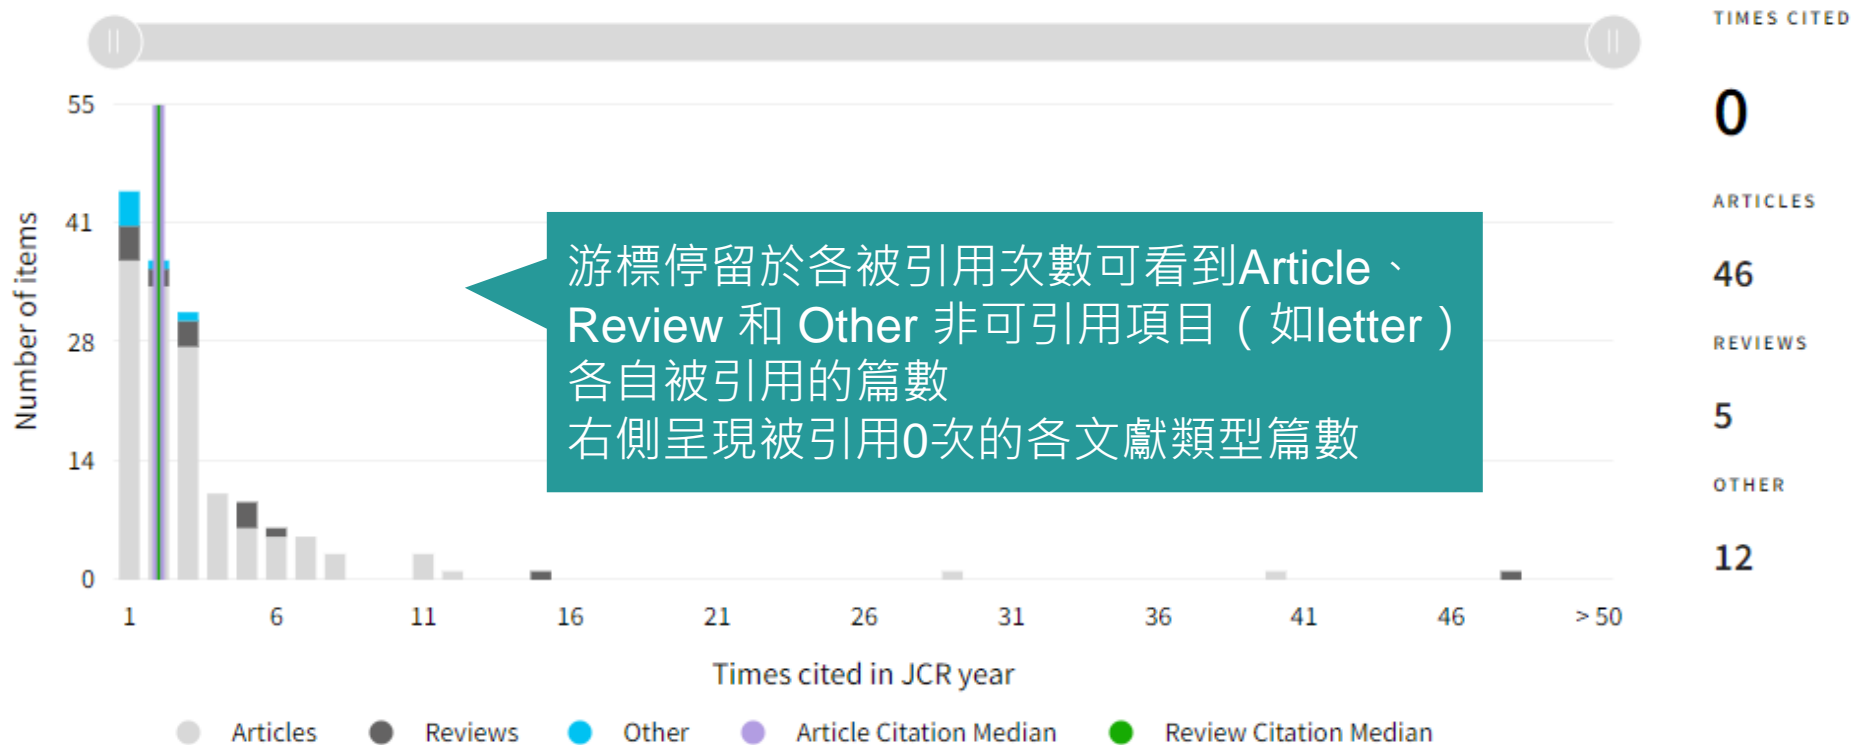 TIMES CITED
0
ARTICLES
46
REVIEWS
5
OTHER
12
Number of items
55
41
28
14
0
游標停留於各被引用次數可看到Article、
Review 和 Other 非可引用項目（如letter）
各自被引用的篇數
右側呈現被引用0次的各文獻類型篇數
1 6 11 16 21 26 31 36 41 46 > 50
Times cited in JCR year
Articles Reviews Other Article Citation Median Review Citation Median